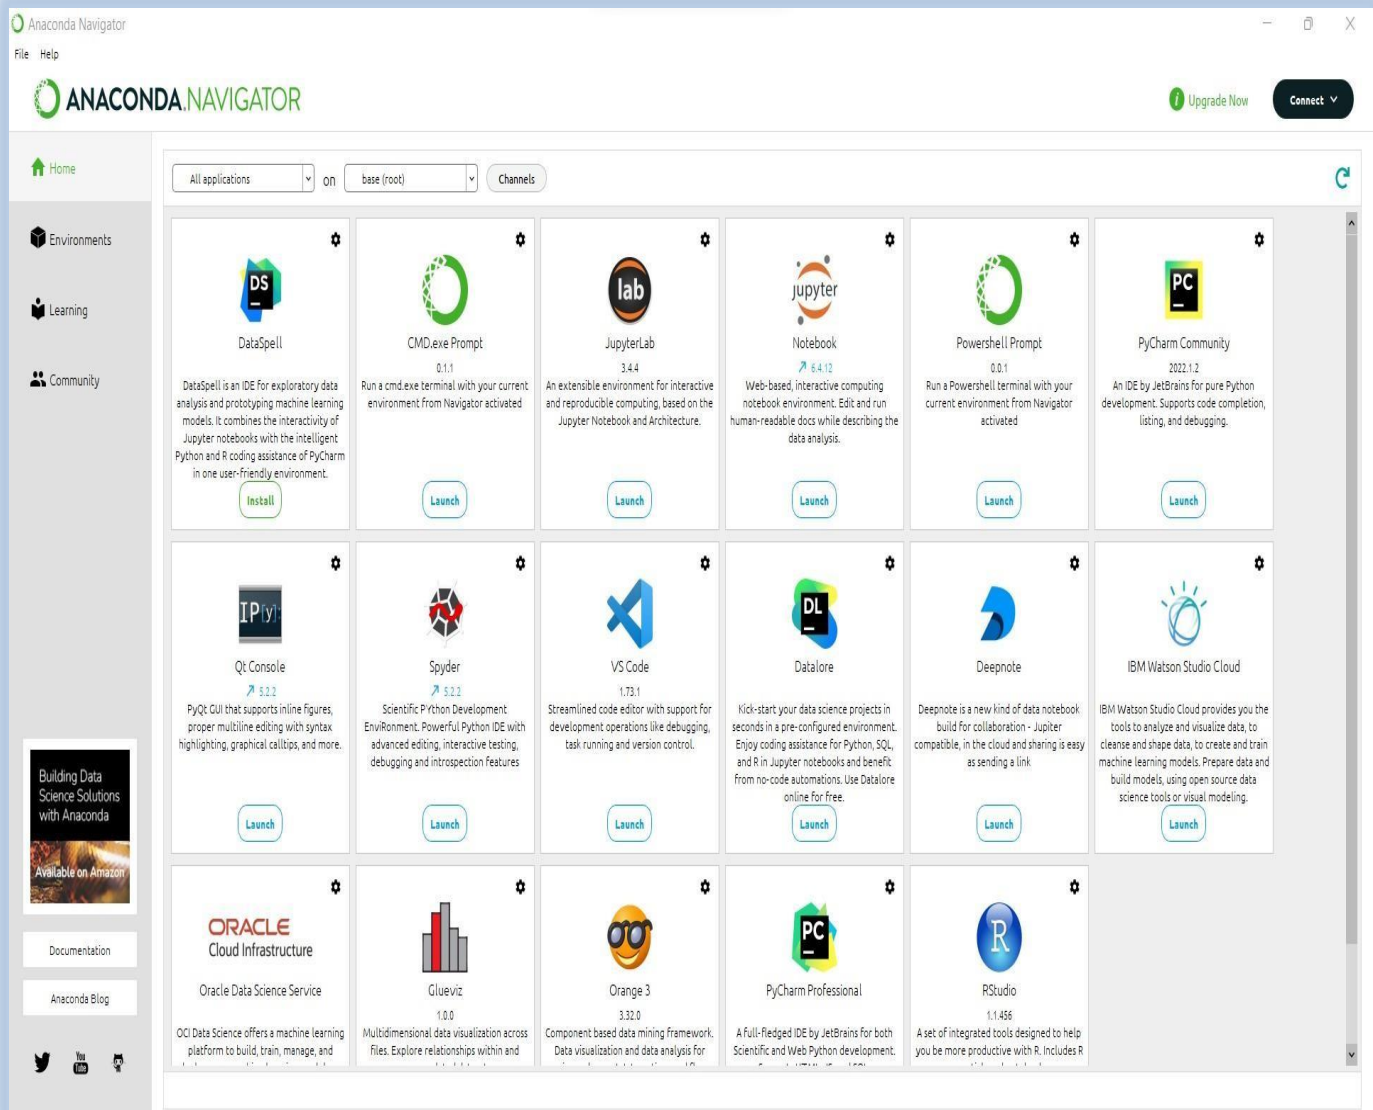 Anaconda Navigator
File Help
ANACONDA.NAVIGATOR
Upgrade Now
Connect
Home
Environments
Learning
Community
All applications
on
base (root)
Channels
DS
DataSpell
DataSpell is an IDE for exploratory data
analysis and prototyping machine learning
models. It combines the interactivity of
Jupyter notebooks with the intelligent
Python and R coding assistance of PyCharm
in one user-friendly environment.
Install
CMD.exe Prompt
0.1.1
Run a cmd.exe terminal with your current
environment from Navigator activated
Launch
lab
JupyterLab
3.4.4
An extensible environment for interactive
and reproducible computing, based on the
Jupyter Notebook and Architecture.
Launch
jupyter
Notebook
6.4.12
Web-based, interactive computing
notebook environment. Edit and run
human-readable docs while describing the
data analysis.
Launch
Powershell Prompt
0.0.1
Run a Powershell terminal with your
current environment from Navigator
activated
Launch
PC
PyCharm Community
2022.1.2
An IDE by JetBrains for pure Python
development. Supports code completion,
listing, and debugging.
Launch
IP[y]:
Qt Console
5.2.2
PyQt GUI that supports inline figures,
proper multiline editing with syntax
highlighting, graphical calltips, and more.
Launch
Spyder
5.2.2
Scientific PYthon Development
EnviRonment. Powerful Python IDE with
advanced editing, interactive testing,
debugging and introspection features
Launch
VS Code
1.73.1
Streamlined code editor with support for
development operations like debugging,
task running and version control.
Launch
DL
Datalore
Kick-start your data science projects in
seconds in a pre-configured environment.
Enjoy coding assistance for Python, SQL,
and R in Jupyter notebooks and benefit
from no-code automations. Use Datalore
online for free.
Launch
Deepnote
Deepnote is a new kind of data notebook
build for collaboration - Jupiter
compatible, in the cloud and sharing is easy
as sending a link
Launch
IBM Watson Studio Cloud
IBM Watson Studio Cloud provides you the
tools to analyze and visualize data, to
cleanse and shape data, to create and train
machine learning models. Prepare data and
build models, using open source data
science tools or visual modeling.
Launch
ORACLE
Cloud Infrastructure
Oracle Data Science Service
OCI Data Science offers a machine learning
platform to build, train, manage, and
Glueviz
1.0.0
Multidimensional data visualization across
files. Explore relationships within and
Orange 3
3.32.0
Component based data mining framework.
Data visualization and data analysis for
PC
PyCharm Professional
A full-fledged IDE by JetBrains for both
Scientific and Web Python development.
R
RStudio
1.1.456
A set of integrated tools designed to help
you be more productive with R. Includes R
Building Data
Science Solutions
with Anaconda
Available on Amazon
Documentation
Anaconda Blog
You
Tube